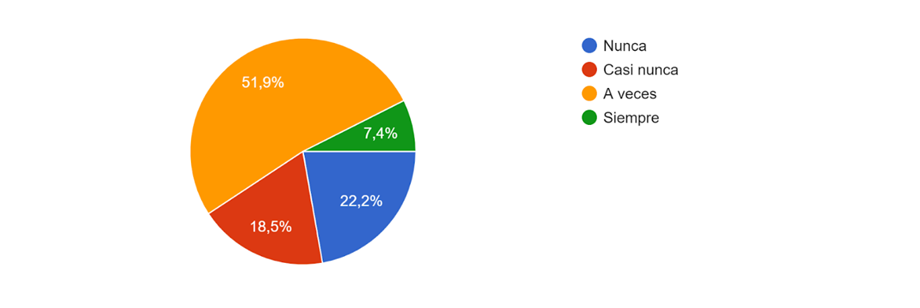 51,9%
7,4%
22,2%
18,5%
Nunca
Casi nunca
A veces
Siempre